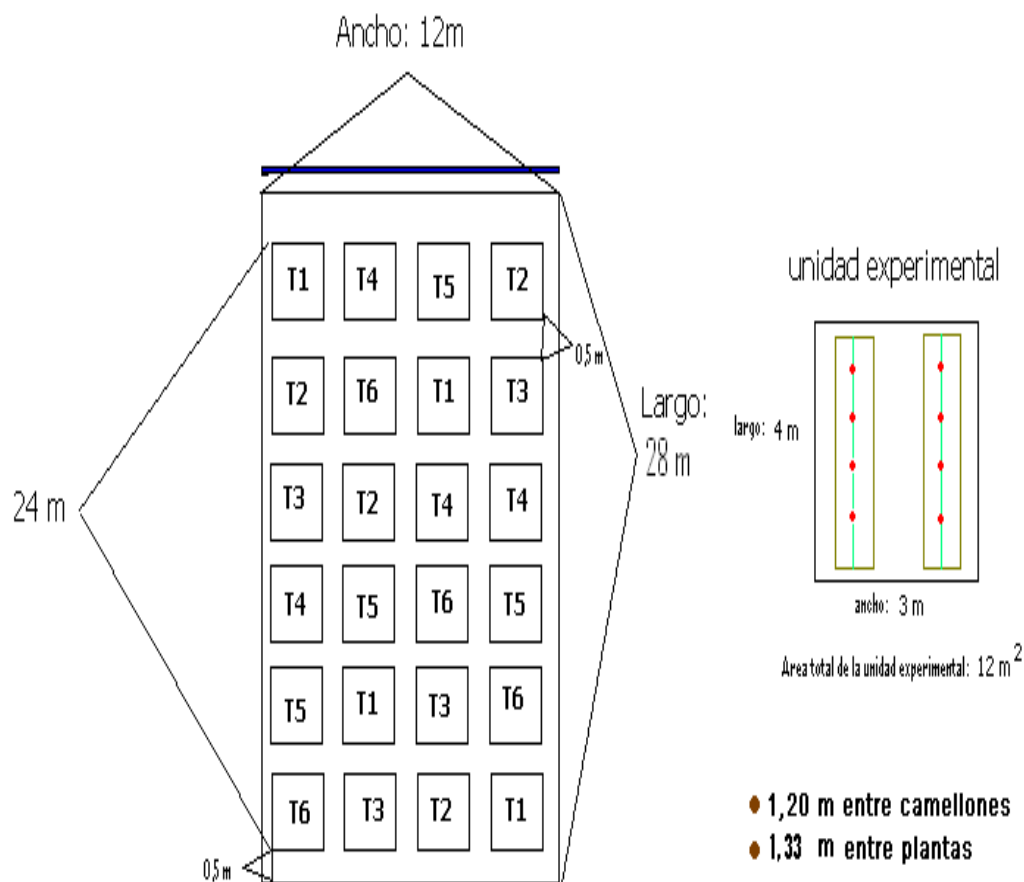 Ancho: 12m
T1 T4 T5 T2
0,5 m
T2 T6 T1 T3
Largo:
28 m
24 m
T3 T2 T4 T4
T4 T5 T6 T5
T5 T1 T3 T6
T6 T3 T2 T1
0,5 m
unidad experimental
largo: 4 m
ancho: 3 m
Area total de la unidad experimental: 12 m²
1,20 m entre camellones
1,33 m entre plantas